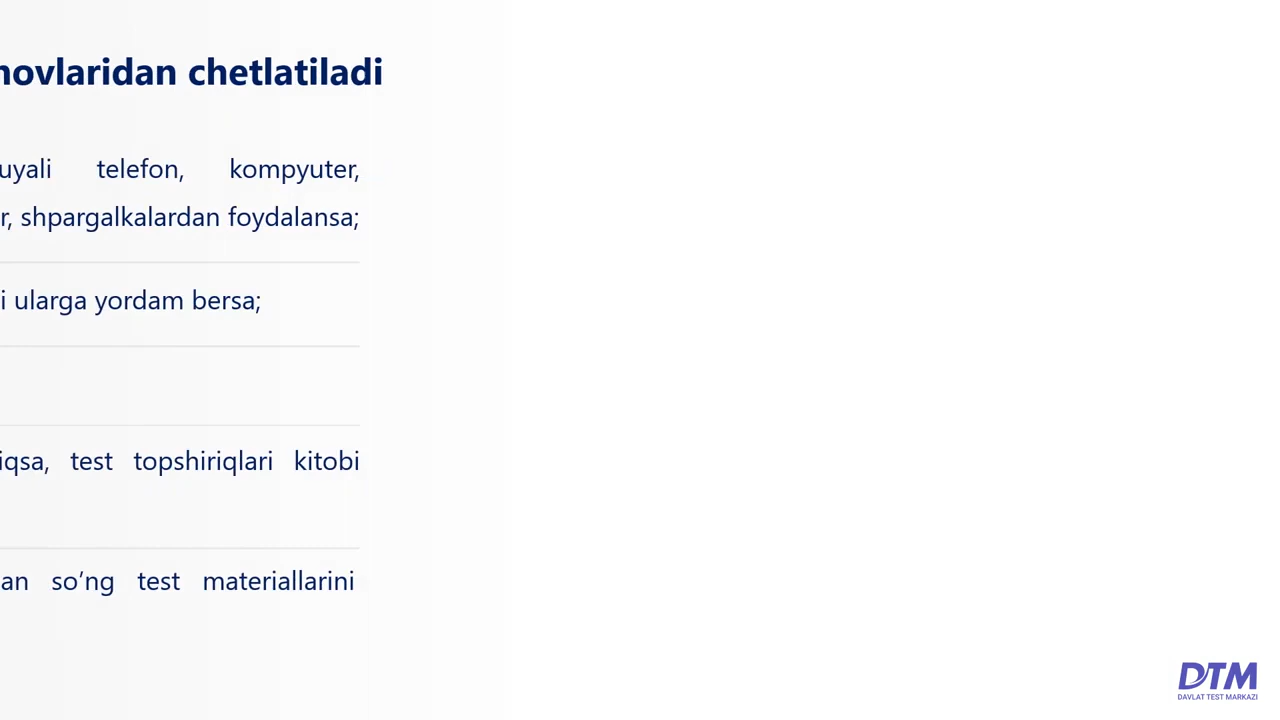 novlaridan chetlatiladi
uyali telefon, kompyuter,
r, shpargalkalardan foydalansa;
i ularga yordam bersa;
iqsa, test topshiriqlari kitobi
an so’ng test materiallarini
DTM
DAVLAT TEST MARKAZI